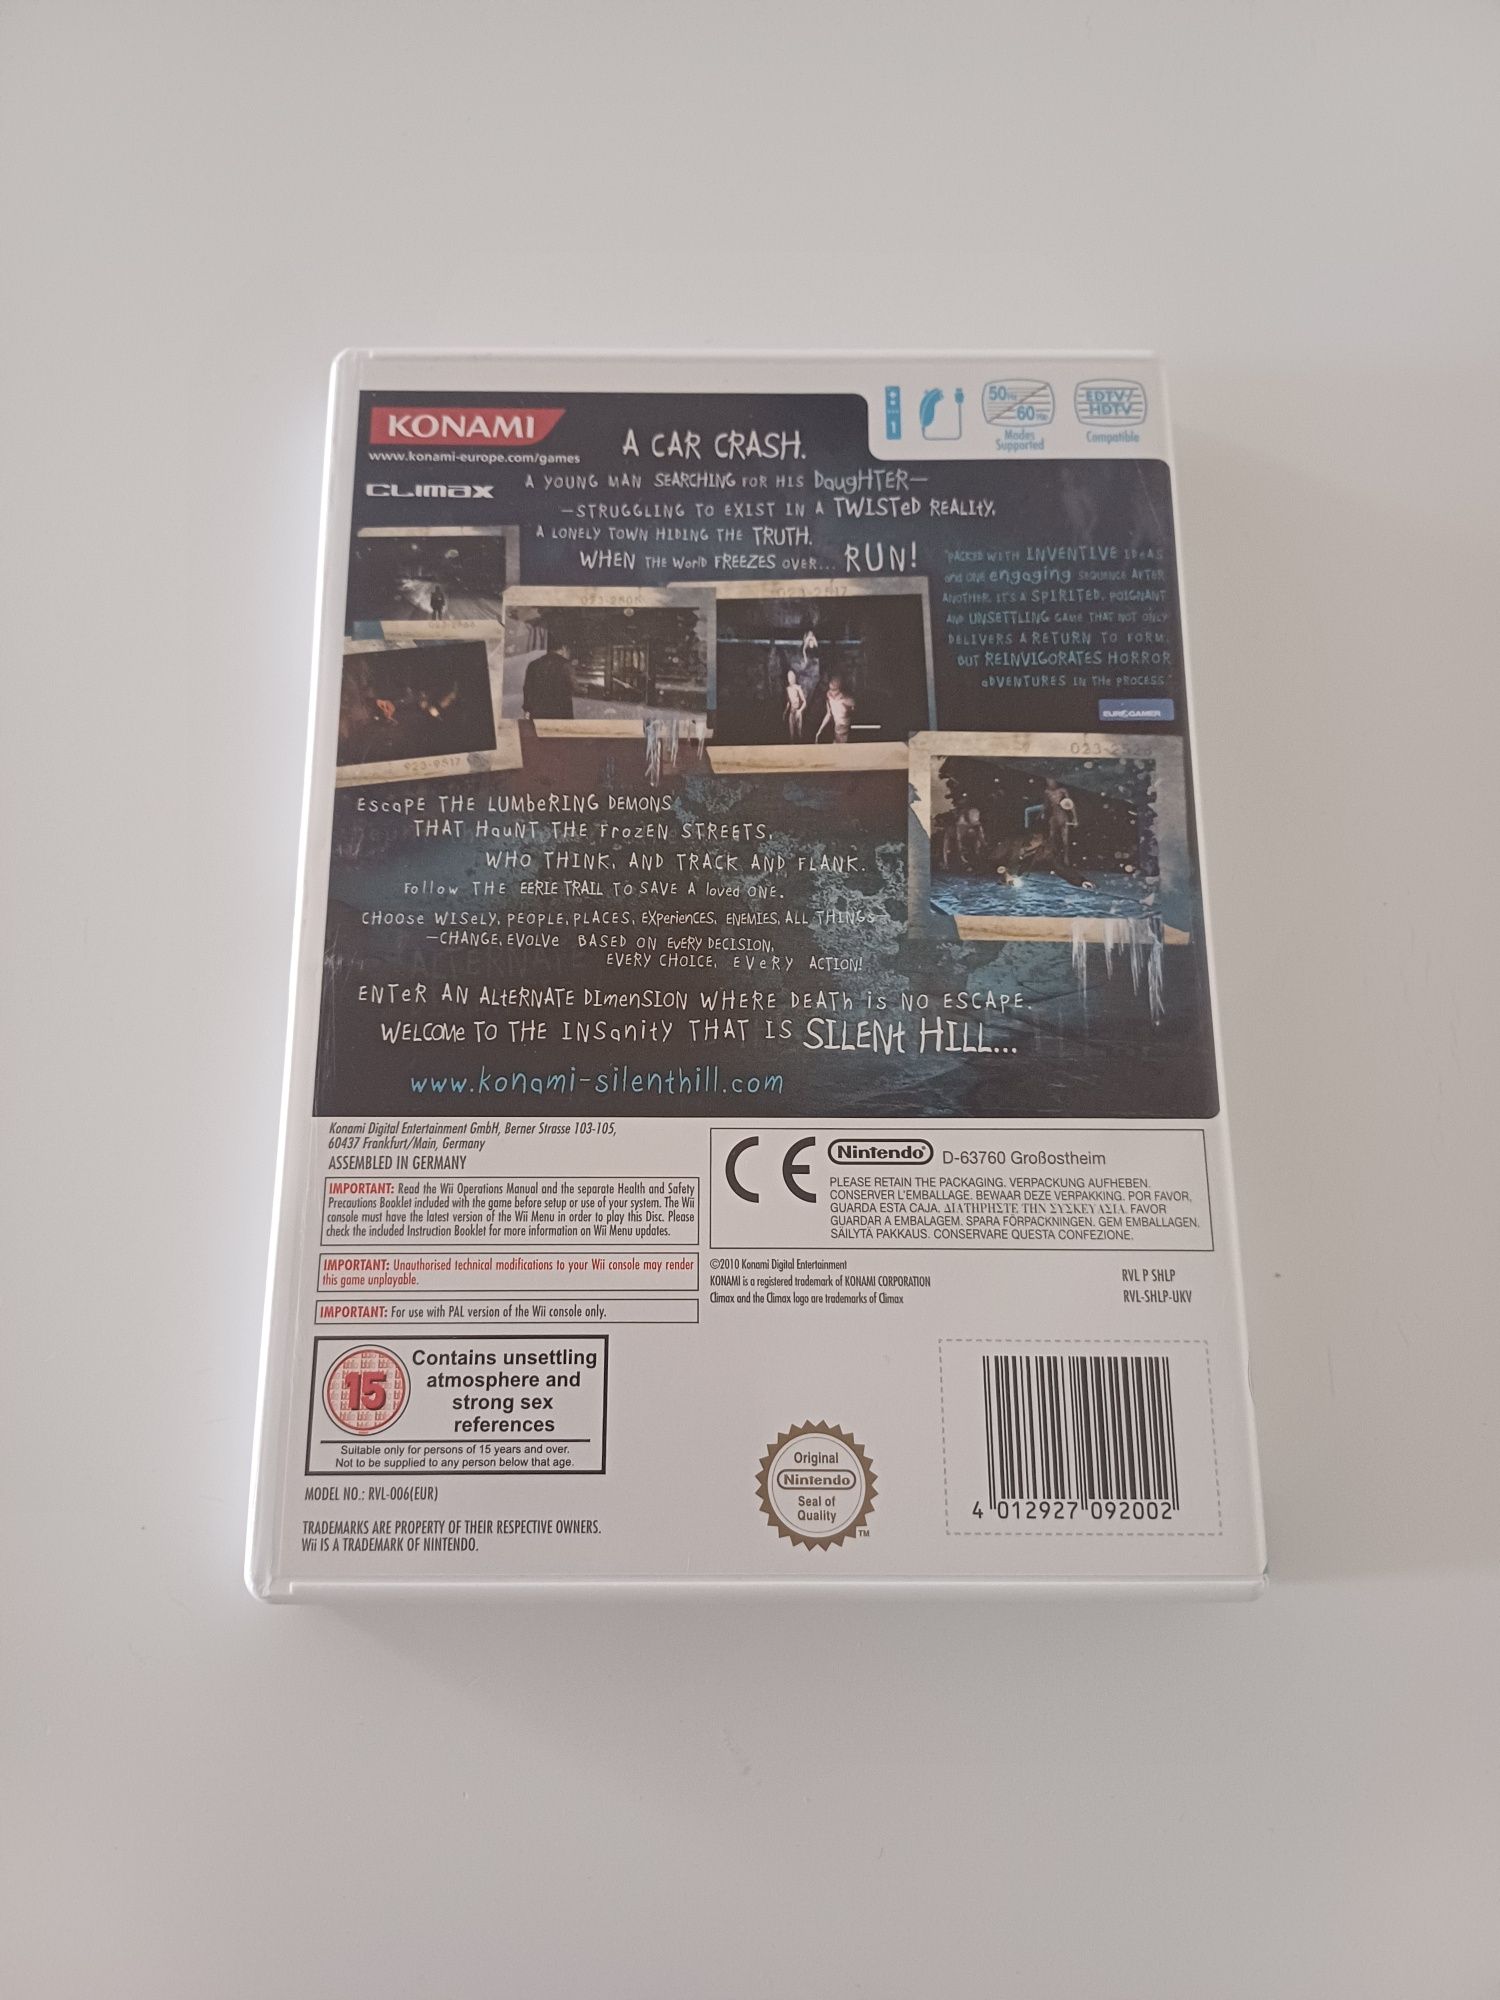 KONAMI
www.konami-europe.com/games
CLIMAX
50Hz
60Hz
Modes
Supported
EDTV/
HDTV
Compatible
1
A CAR CRASH.
A YOUNG MAN SEARCHING FOR HIS DaugHTER—
—STRUGGLING TO EXIST IN A TWISTeD REALItY.
A LONELY TOWN HIDING THE TRUTH.
WHEN THE WorlD FREEZES OVER... RUN!
"PACKED WITH INVENTIVE IDeAS
and ONE engaging SEQUENCE AFTER
ANOTHER. IT'S A SPIRITED, POIGNANT
AND UNSETTLING GAME THAT NOT ONLY
DELIVERS A RETURN TO FORM,
BUT REINVIGORATES HORROR
aDVENTURES IN THe PROCESS."
EUROGAMER
023-2517
023-2526
EscaPE THE LUMbeRING DEMONS
THAT HauNT THE FrozEN STREETS,
WHO THINK, AND TRACK AND FLANK.
Follow THE EERIE TRAIL TO SAVE A loved ONE.
CHOOSe WISeLY, PEOPLE, PLACES, EXPerienCES, ENEMIES, ALL THINGS—
—CHANGE, EVOLVe BASED ON EvERY DECISION,
EVERY CHOICE, EVeRY ACTION!
ENTeR AN ALtERNATE DImenSION WHERE DEATh is NO ESCAPE.
WELCOMe TO THE INSanitY THAT IS SILENt HILL...
www.konami-silenthill.com
Konami Digital Entertainment GmbH, Berner Strasse 103-105,
60437 Frankfurt/Main, Germany
ASSEMBLED IN GERMANY
IMPORTANT: Read the Wii Operations Manual and the separate Health and Safety
Precautions Booklet included with the game before setup or use of your system. The Wii
console must have the latest version of the Wii Menu in order to play this Disc. Please
check the included Instruction Booklet for more information on Wii Menu updates.
IMPORTANT: Unauthorised technical modifications to your Wii console may render
this game unplayable.
IMPORTANT: For use with PAL version of the Wii console only.
CE
Nintendo® D-63760 Großostheim
PLEASE RETAIN THE PACKAGING. VERPACKUNG AUFHEBEN.
CONSERVER L'EMBALLAGE. BEWAAR DEZE VERPAKKING. POR FAVOR,
GUARDA ESTA CAJA. ΔΙΑΤΗΡΗΣΤΕ ΤΗΝ ΣΥΣΚΕΥΑΣΙΑ. FAVOR
GUARDAR A EMBALAGEM. SPARA FÖRPACKNINGEN. GEM EMBALLAGEN.
SÄILYTÄ PAKKAUS. CONSERVARE QUESTA CONFEZIONE.
©2010 Konami Digital Entertainment
KONAMI is a registered trademark of KONAMI CORPORATION
Climax and the Climax logo are trademarks of Climax
RVL P SHLP
RVL-SHLP-UKV
15
Contains unsettling
atmosphere and
strong sex
references
Suitable only for persons of 15 years and over.
Not to be supplied to any person below that age.
MODEL NO.: RVL-006(EUR)
TRADEMARKS ARE PROPERTY OF THEIR RESPECTIVE OWNERS.
Wii IS A TRADEMARK OF NINTENDO.
Original
Nintendo
Seal of
Quality
TM
4 012927 092002